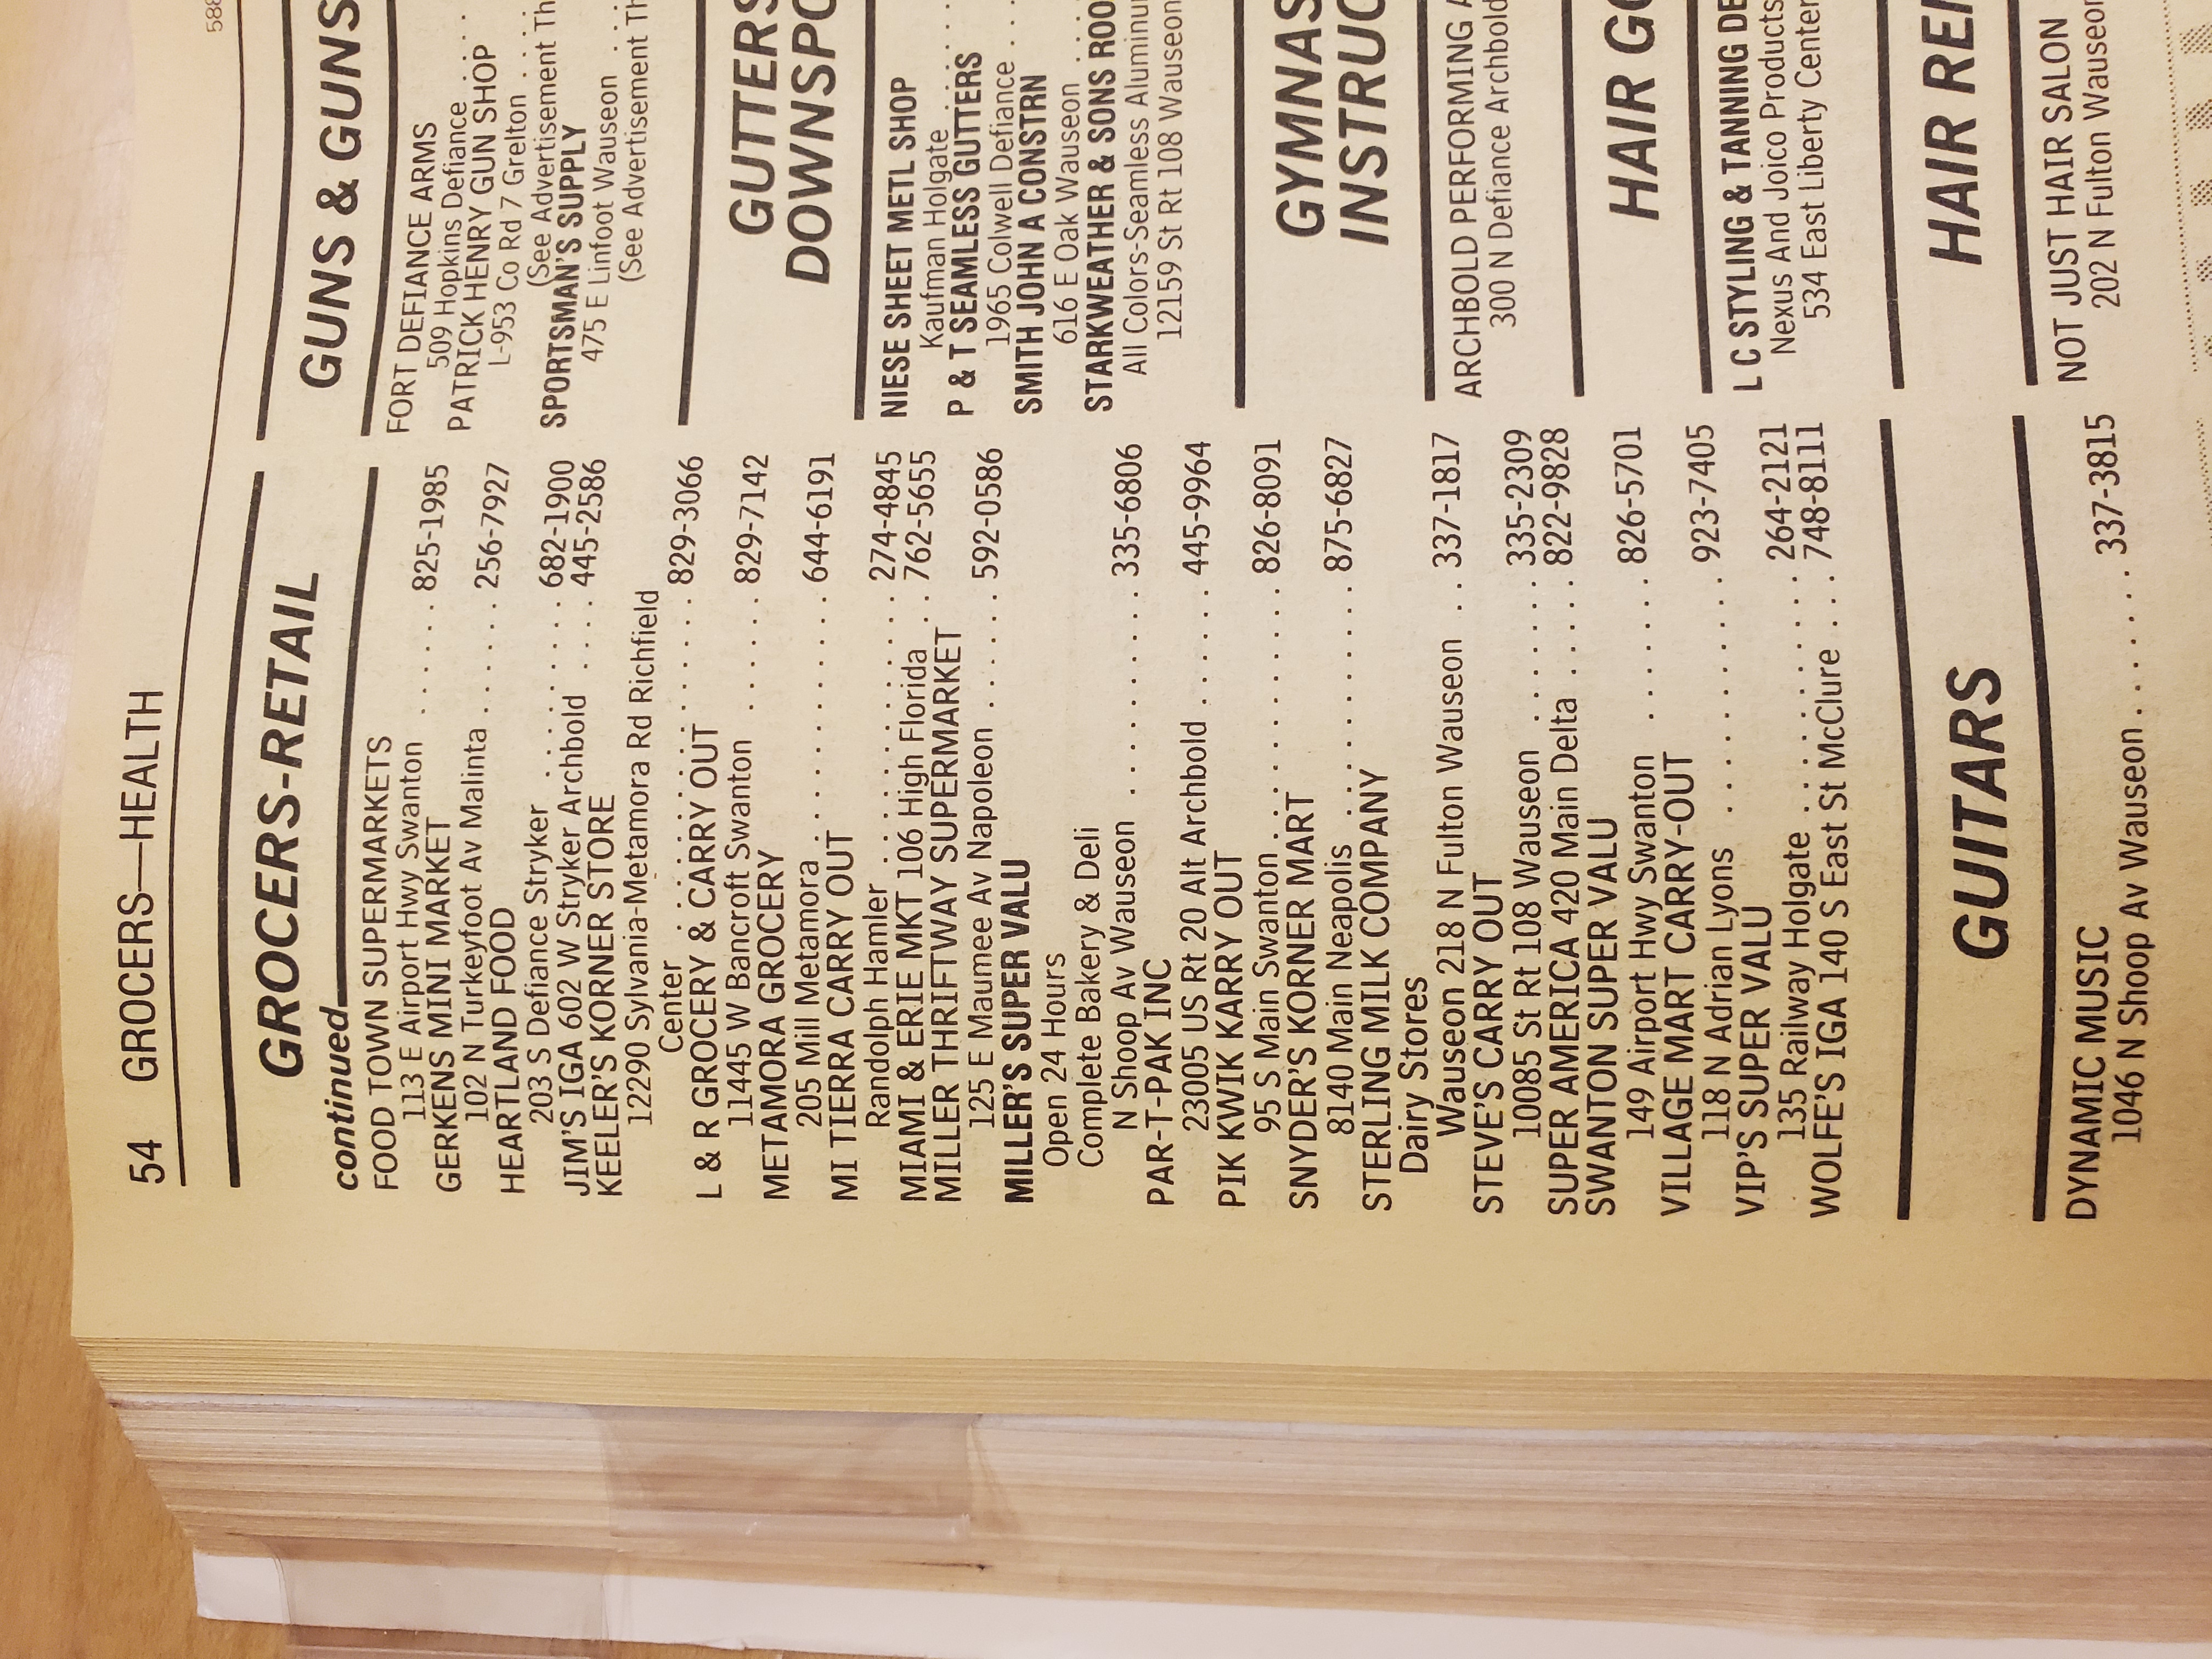 54 GROCERS—HEALTH
GROCERS-RETAIL
continued
FOOD TOWN SUPERMARKETS
113 E Airport Hwy Swanton ...... 825-1985
GERKENS MINI MARKET
102 N Turkeyfoot Av Malinta ...... 256-7927
HEARTLAND FOOD
203 S Defiance Stryker .......... 682-1900
JIM'S IGA 602 W Stryker Archbold .... 445-2586
KEELER'S KORNER STORE
12290 Sylvania-Metamora Rd Richfield
Center .................. 829-3066
L & R GROCERY & CARRY OUT
11445 W Bancroft Swanton ...... 829-7142
METAMORA GROCERY
205 Mill Metamora ............ 644-6191
MI TIERRA CARRY OUT
Randolph Hamler .............. 274-4845
MIAMI & ERIE MKT 106 High Florida .. 762-5655
MILLER THRIFTWAY SUPERMARKET
125 E Maumee Av Napoleon ...... 592-0586
MILLER'S SUPER VALU
Open 24 Hours
Complete Bakery & Deli
N Shoop Av Wauseon .......... 335-6806
PAR-T-PAK INC
23005 US Rt 20 Alt Archbold ...... 445-9964
PIK KWIK KARRY OUT
95 S Main Swanton ............ 826-8091
SNYDER'S KORNER MART
8140 Main Neapolis ............ 875-6827
STERLING MILK COMPANY
Dairy Stores
Wauseon 218 N Fulton Wauseon .. 337-1817
STEVE'S CARRY OUT
10085 St Rt 108 Wauseon ........ 335-2309
SUPER AMERICA 420 Main Delta ..... 822-9828
SWANTON SUPER VALU
149 Airport Hwy Swanton ....... 826-5701
VILLAGE MART CARRY-OUT
118 N Adrian Lyons ............ 923-7405
VIP'S SUPER VALU
135 Railway Holgate ............ 264-2121
WOLFE'S IGA 140 S East St McClure ... 748-8111
GUITARS
DYNAMIC MUSIC
1046 N Shoop Av Wauseon ........ 337-3815
588
GUNS & GUNS
FORT DEFIANCE ARMS
509 Hopkins Defiance ....
PATRICK HENRY GUN SHOP
L-953 Co Rd 7 Grelton ....
(See Advertisement Th
SPORTSMAN'S SUPPLY
475 E Linfoot Wauseon ...
(See Advertisement Th
GUTTERS
DOWNSPO
NIESE SHEET METL SHOP
Kaufman Holgate ......
P & T SEAMLESS GUTTERS
1965 Colwell Defiance ....
SMITH JOHN A CONSTRN
616 E Oak Wauseon .....
STARKWEATHER & SONS ROO
All Colors-Seamless Aluminu
12159 St Rt 108 Wauseon
GYMNAS
INSTRUC
ARCHBOLD PERFORMING A
300 N Defiance Archbold
HAIR GO
L C STYLING & TANNING DE
Nexus And Joico Products
534 East Liberty Center
HAIR REM
NOT JUST HAIR SALON
202 N Fulton Wauseon